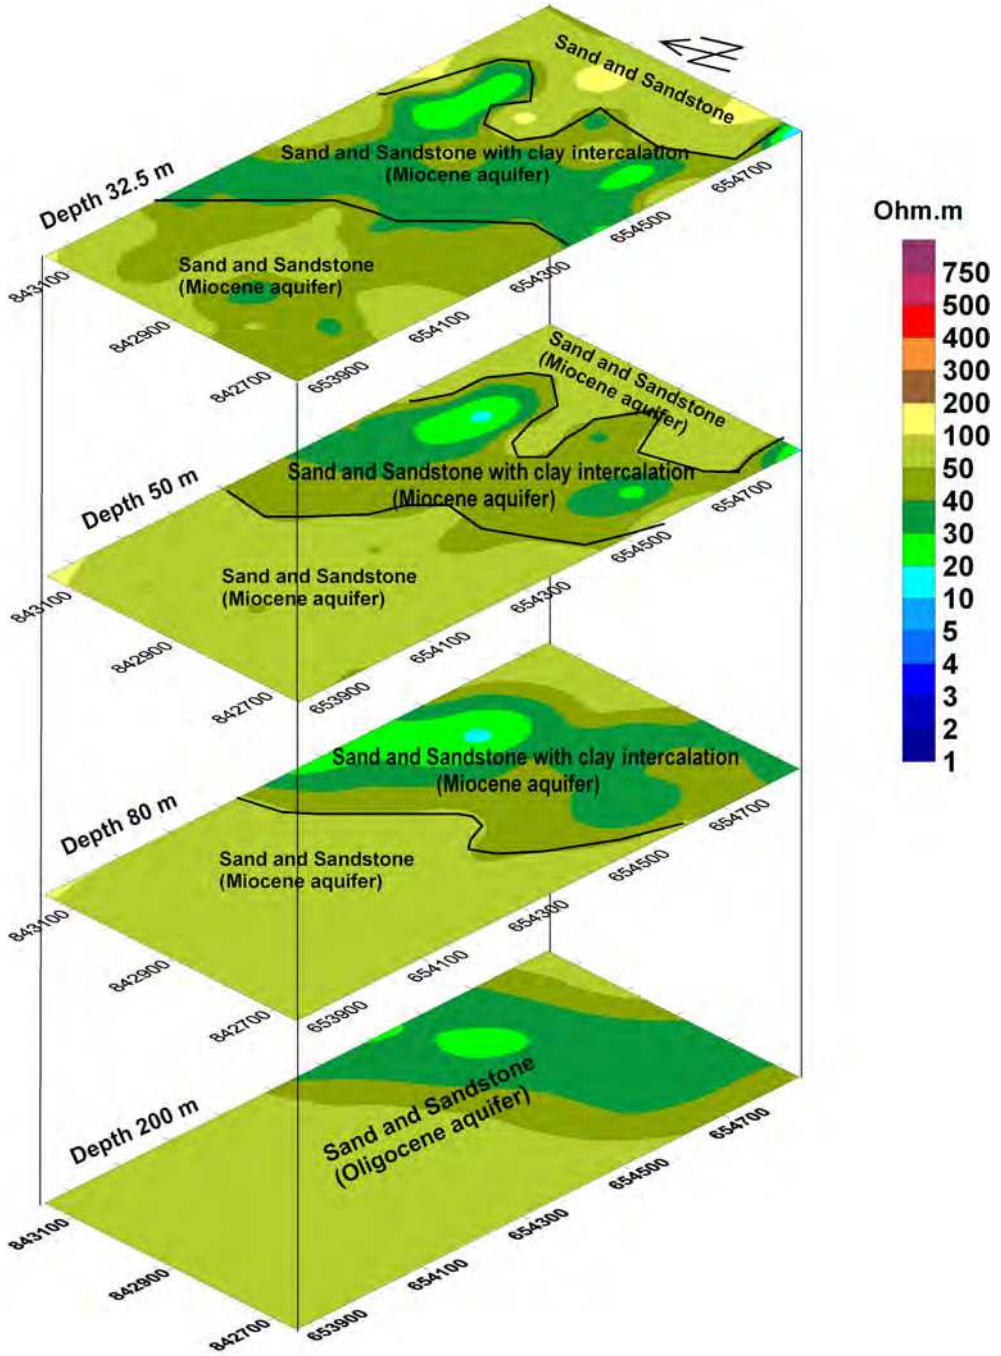 Sand and Sandstone
Depth 32.5 m
Sand and Sandstone with clay intercalation
(Miocene aquifer)
Sand and Sandstone
(Miocene aquifer)
843100
842900
842700
653900
654100
654300
654500
654700
Ohm.m
750
500
400
300
200
100
50
40
30
20
10
5
4
3
2
1
Sand and Sandstone
(Miocene aquifer)
Depth 50 m
Sand and Sandstone with clay intercalation
(Miocene aquifer)
Sand and Sandstone
(Miocene aquifer)
843100
842900
842700
653900
654100
654300
654500
654700
Depth 80 m
Sand and Sandstone with clay intercalation
(Miocene aquifer)
Sand and Sandstone
(Miocene aquifer)
843100
842900
842700
653900
654100
654300
654500
654700
Depth 200 m
Sand and Sandstone
(Oligocene aquifer)
843100
842900
842700
653900
654100
654300
654500
654700